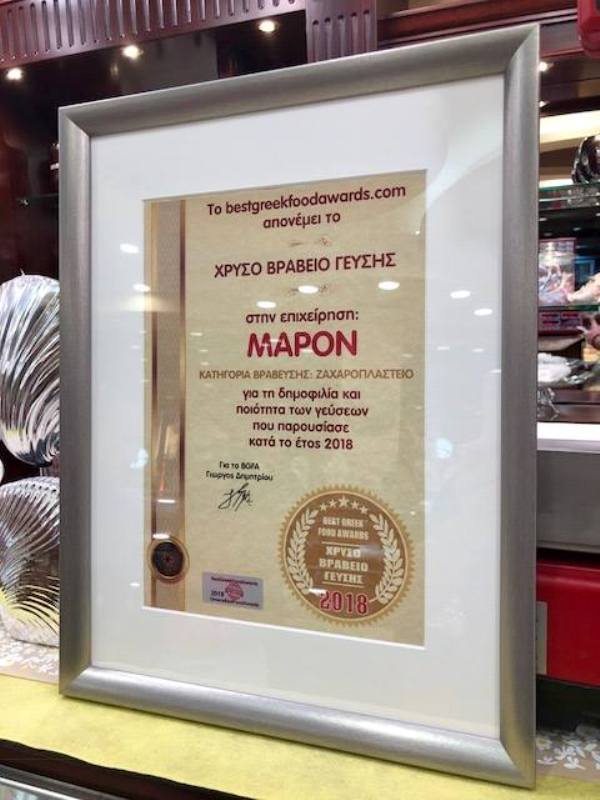 Το bestgreekfoodawards.com
απονέμει το
ΧΡΥΣΟ ΒΡΑΒΕΙΟ ΓΕΥΣΗΣ
στην επιχείρηση:
ΜΑΡΟΝ
ΚΑΤΗΓΟΡΙΑ ΒΡΑΒΕΥΣΗΣ: ΖΑΧΑΡΟΠΛΑΣΤΕΙΟ
για τη δημοφιλία και
ποιότητα των γεύσεων
που παρουσίασε
κατά το έτος 2018
Για το BGFA
Γιώργος Δημητρίου
BEST GREEK
FOOD AWARDS
ΧΡΥΣΟ
ΒΡΑΒΕΙΟ
ΓΕΥΣΗΣ
2018
2018